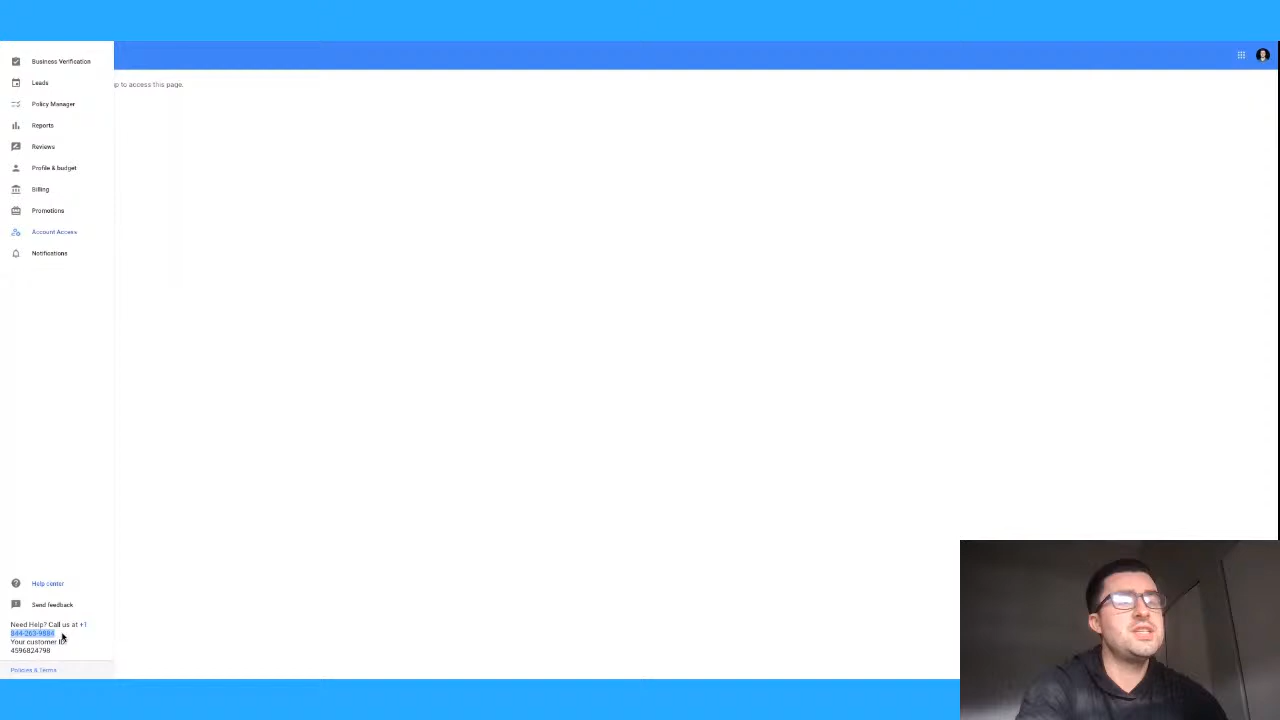 Business Verification
Leads
up to access this page.
Policy Manager
Reports
Reviews
Profile & budget
Billing
Promotions
Account Access
Notifications
Help center
Send feedback
Need Help? Call us at +1
844-263-9884
Your customer ID:
4596824798
Policies & Terms